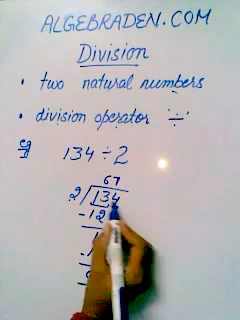 ALGEBRADEN.COM
Division
• two natural numbers
• division operator '÷'
eg 134 ÷ 2
67
2 / 134
-12